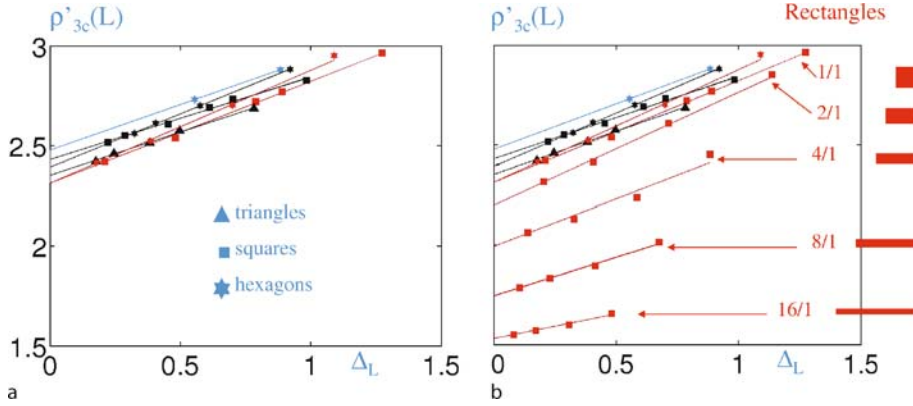 ρ'3c(L)
3
2.5
2
1.5
0
0.5
1
1.5
ΔL
triangles
squares
hexagons
a
ρ'3c(L)
Rectangles
3
2.5
2
1.5
0
0.5
1
1.5
ΔL
1/1
2/1
4/1
8/1
16/1
b